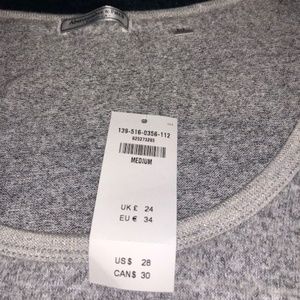 139-516-0356-112
MEDIUM
UK £ 24
EU € 34
US$ 28
CAN$ 30